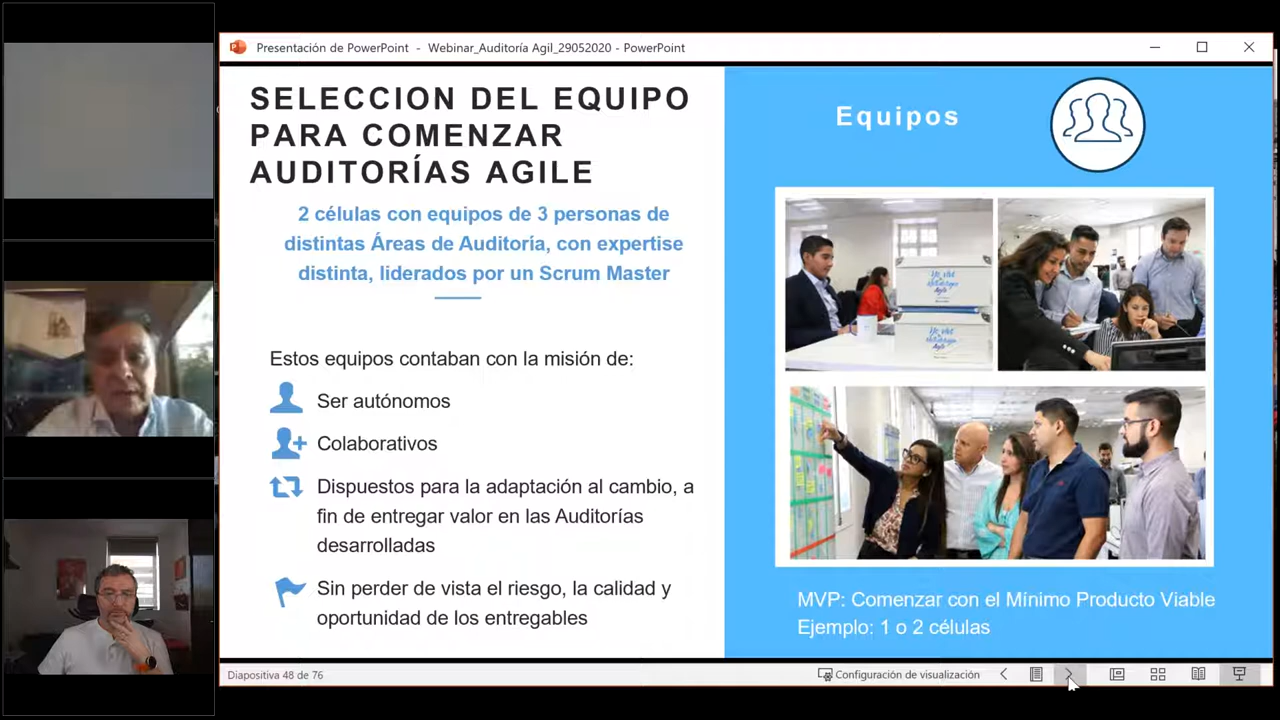 Presentación de PowerPoint - Webinar_Auditoría Agil_29052020 - PowerPoint
SELECCION DEL EQUIPO
PARA COMENZAR
AUDITORÍAS AGILE
2 células con equipos de 3 personas de
distintas Áreas de Auditoría, con expertise
distinta, liderados por un Scrum Master
Estos equipos contaban con la misión de:
Ser autónomos
Colaborativos
Dispuestos para la adaptación al cambio, a
fin de entregar valor en las Auditorías
desarrolladas
Sin perder de vista el riesgo, la calidad y
oportunidad de los entregables
Equipos
MVP: Comenzar con el Mínimo Producto Viable
Ejemplo: 1 o 2 células
Diapositiva 48 de 76
Configuración de visualización